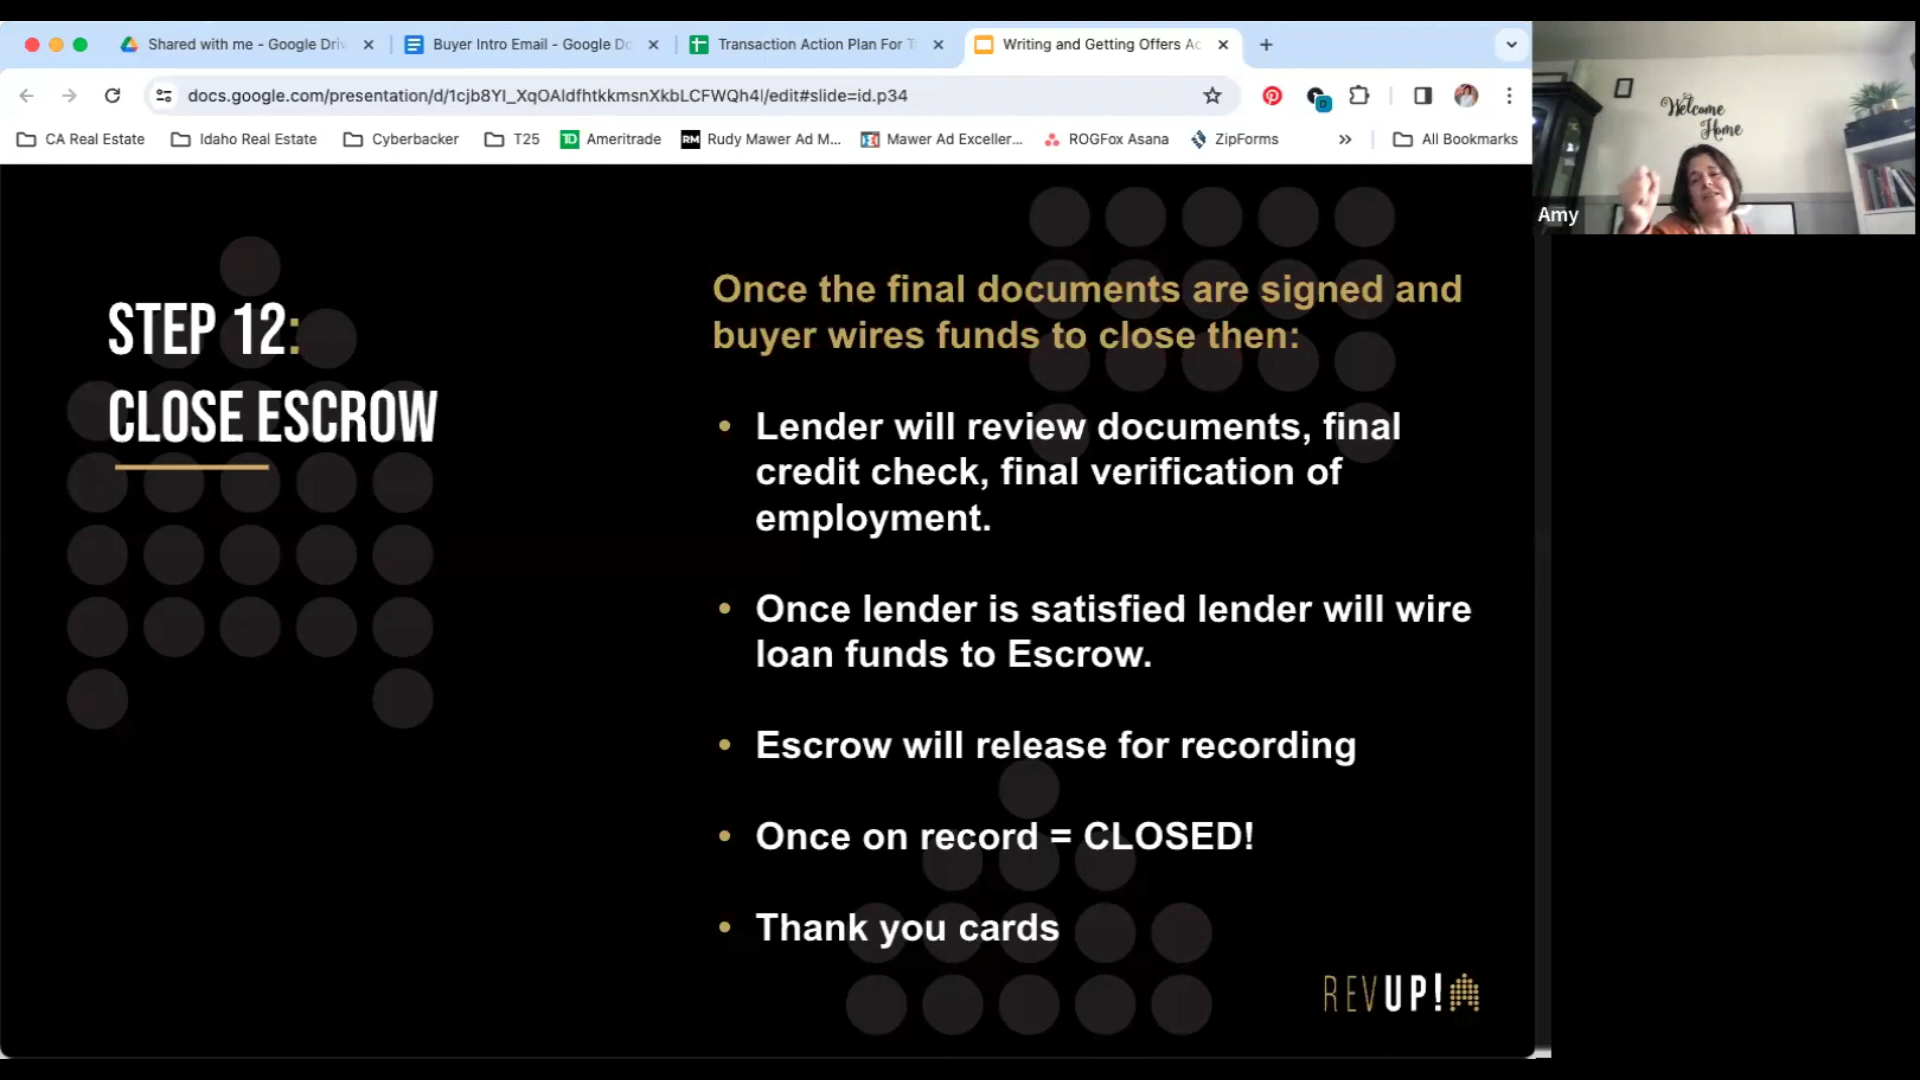 Shared with me - Google Driv
Buyer Intro Email - Google Do
Transaction Action Plan For T
Writing and Getting Offers Ac
docs.google.com/presentation/d/1cjb8YI_XqOAIdfhtkkmsnXkbLCFWQh4l/edit#slide=id.p34
CA Real Estate
Idaho Real Estate
Cyberbacker
T25
Ameritrade
RM
Rudy Mawer Ad M...
Mawer Ad Exceller...
ROGFox Asana
ZipForms
All Bookmarks
Welcome
Home
Amy
STEP 12:
CLOSE ESCROW
Once the final documents are signed and
buyer wires funds to close then:
• Lender will review documents, final
credit check, final verification of
employment.
• Once lender is satisfied lender will wire
loan funds to Escrow.
• Escrow will release for recording
• Once on record = CLOSED!
• Thank you cards
REVUP!